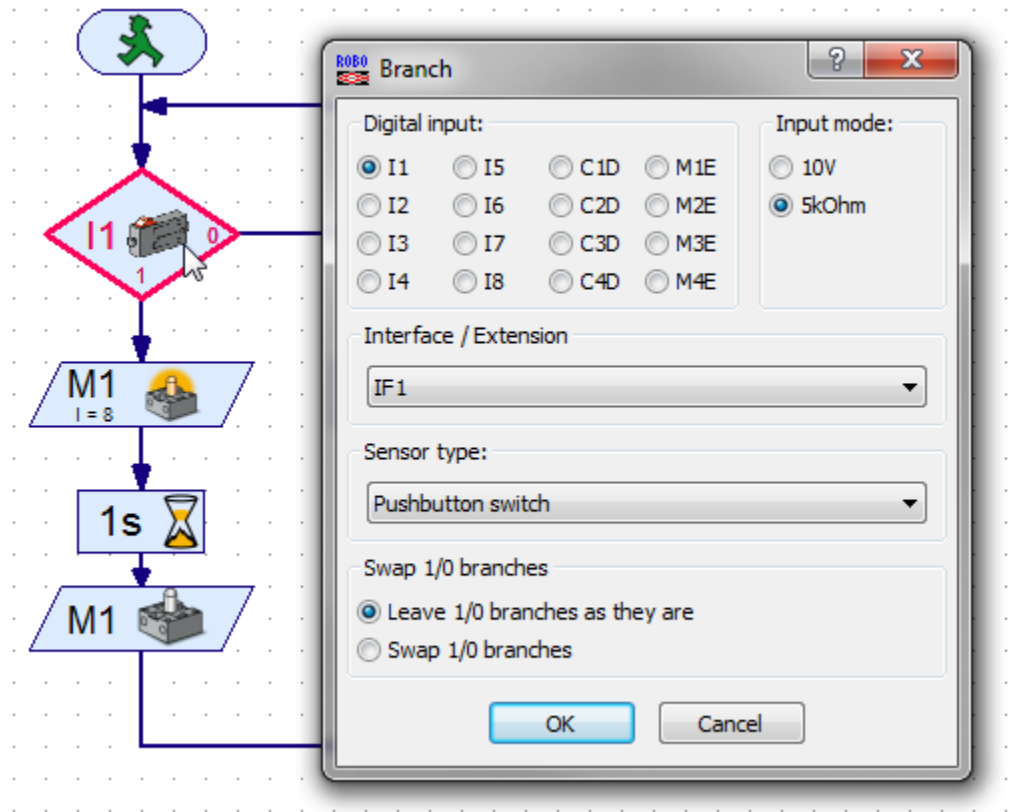 I1
0
1
M1
I = 8
1s
M1
ROBO
Branch
Digital input:
I1 I5 C1D M1E
I2 I6 C2D M2E
I3 I7 C3D M3E
I4 I8 C4D M4E
Input mode:
10V
5kOhm
Interface / Extension
IF1
Sensor type:
Pushbutton switch
Swap 1/0 branches
Leave 1/0 branches as they are
Swap 1/0 branches
OK Cancel